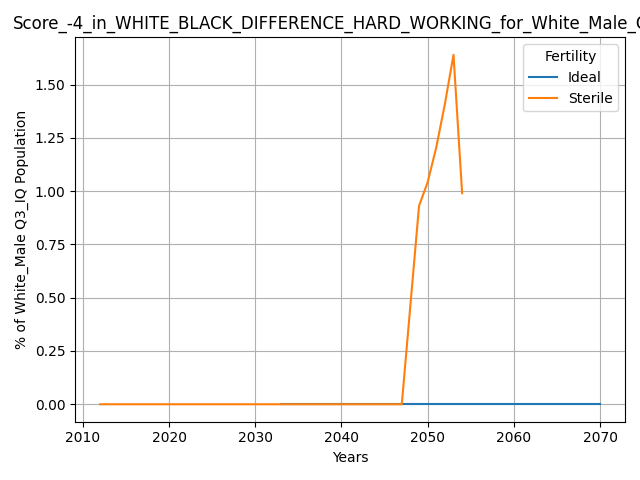 Score_-4_in_WHITE_BLACK_DIFFERENCE_HARD_WORKING_for_White_Male_
Fertility
Ideal
Sterile
% of White_Male Q3_IQ Population
1.50
1.25
1.00
0.75
0.50
0.25
0.00
2010 2020 2030 2040 2050 2060 2070
Years